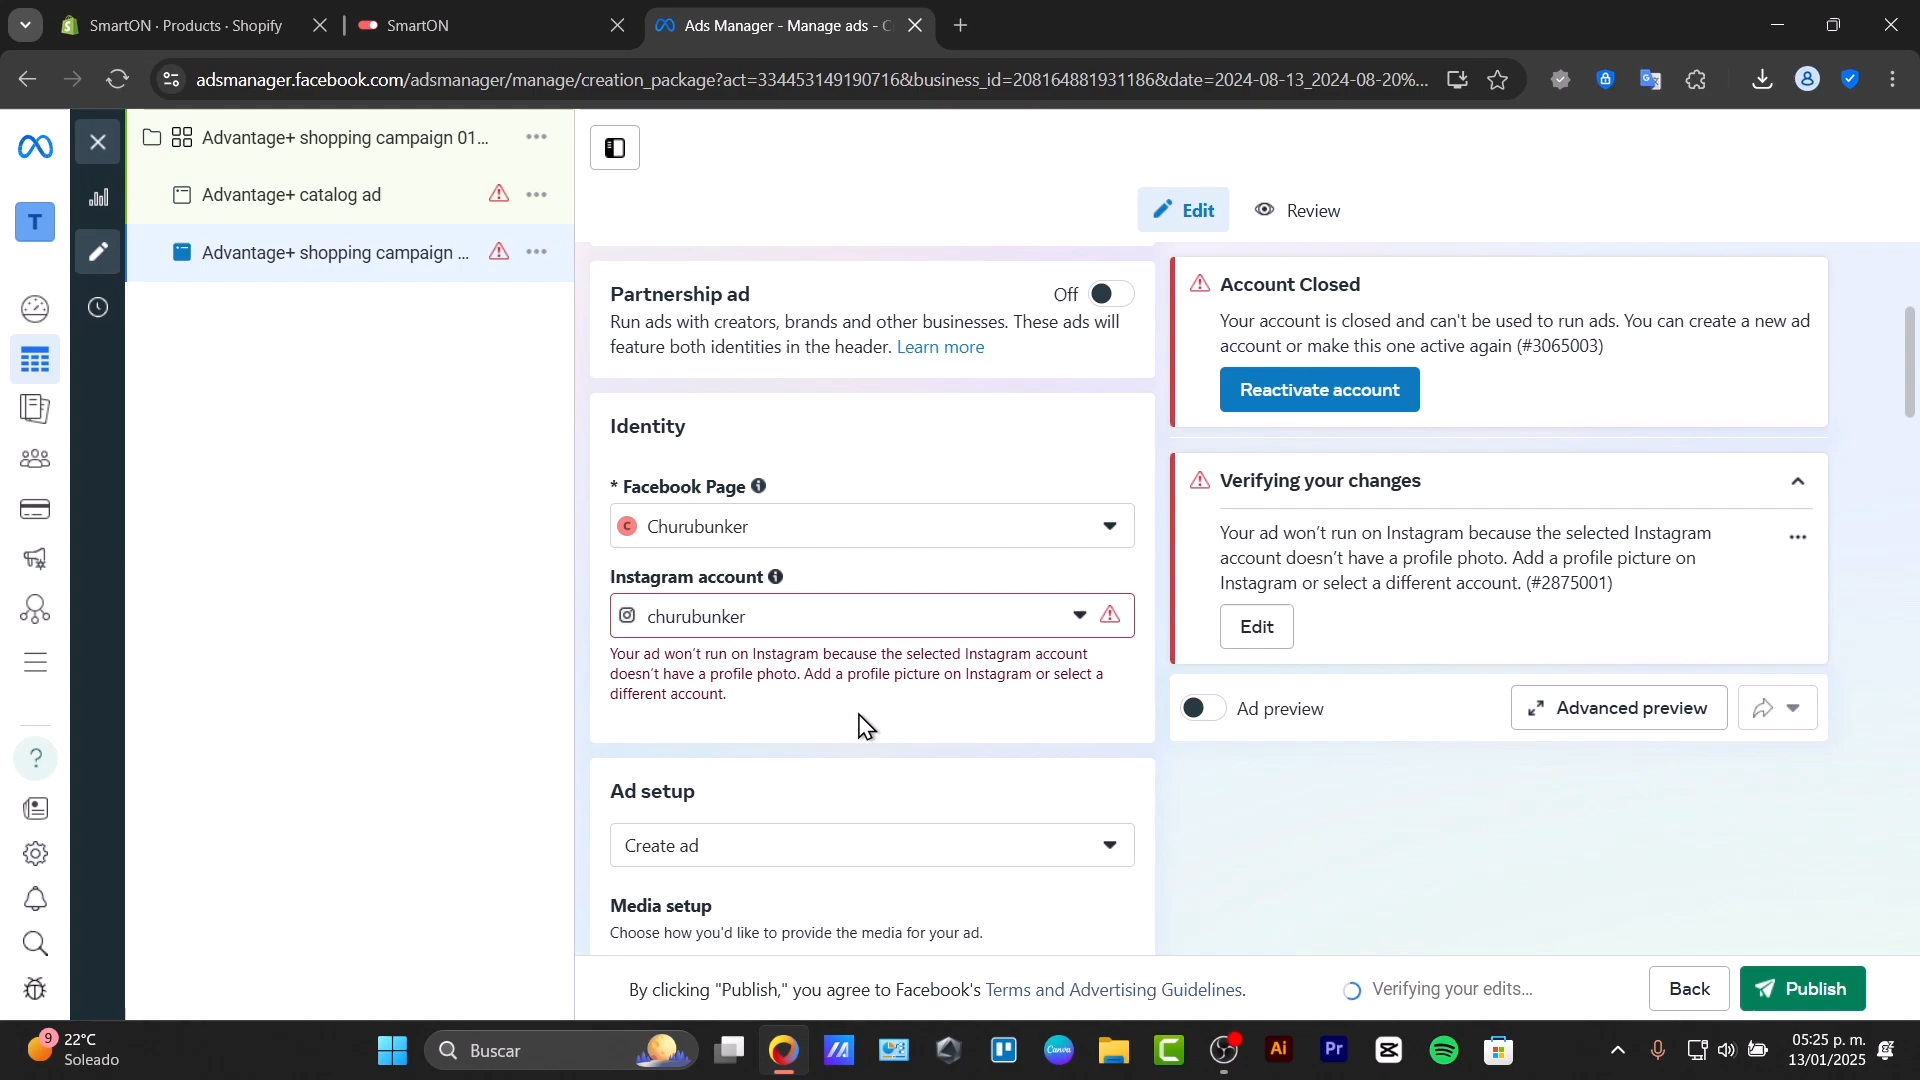 SmartON · Products · Shopify
SmartON
Ads Manager - Manage ads - C
adsmanager.facebook.com/adsmanager/manage/creation_package?act=334453149190716&business_id=208164881931186&date=2024-08-13_2024-08-20%...
T
Advantage+ shopping campaign 01...
Advantage+ catalog ad
Advantage+ shopping campaign ...
Edit
Review
Partnership ad
Off
Run ads with creators, brands and other businesses. These ads will
feature both identities in the header. Learn more
Identity
* Facebook Page
C Churubunker
Instagram account
churubunker
Your ad won't run on Instagram because the selected Instagram account
doesn't have a profile photo. Add a profile picture on Instagram or select a
different account.
Ad setup
Create ad
Media setup
Choose how you'd like to provide the media for your ad.
Account Closed
Your account is closed and can't be used to run ads. You can create a new ad
account or make this one active again (#3065003)
Reactivate account
Verifying your changes
Your ad won't run on Instagram because the selected Instagram
account doesn't have a profile photo. Add a profile picture on
Instagram or select a different account. (#2875001)
Edit
Ad preview
Advanced preview
By clicking "Publish," you agree to Facebook's Terms and Advertising Guidelines.
Verifying your edits...
Back
Publish
9
22°C
Soleado
Buscar
Canva
Ai
Pr
05:25 p. m.
13/01/2025